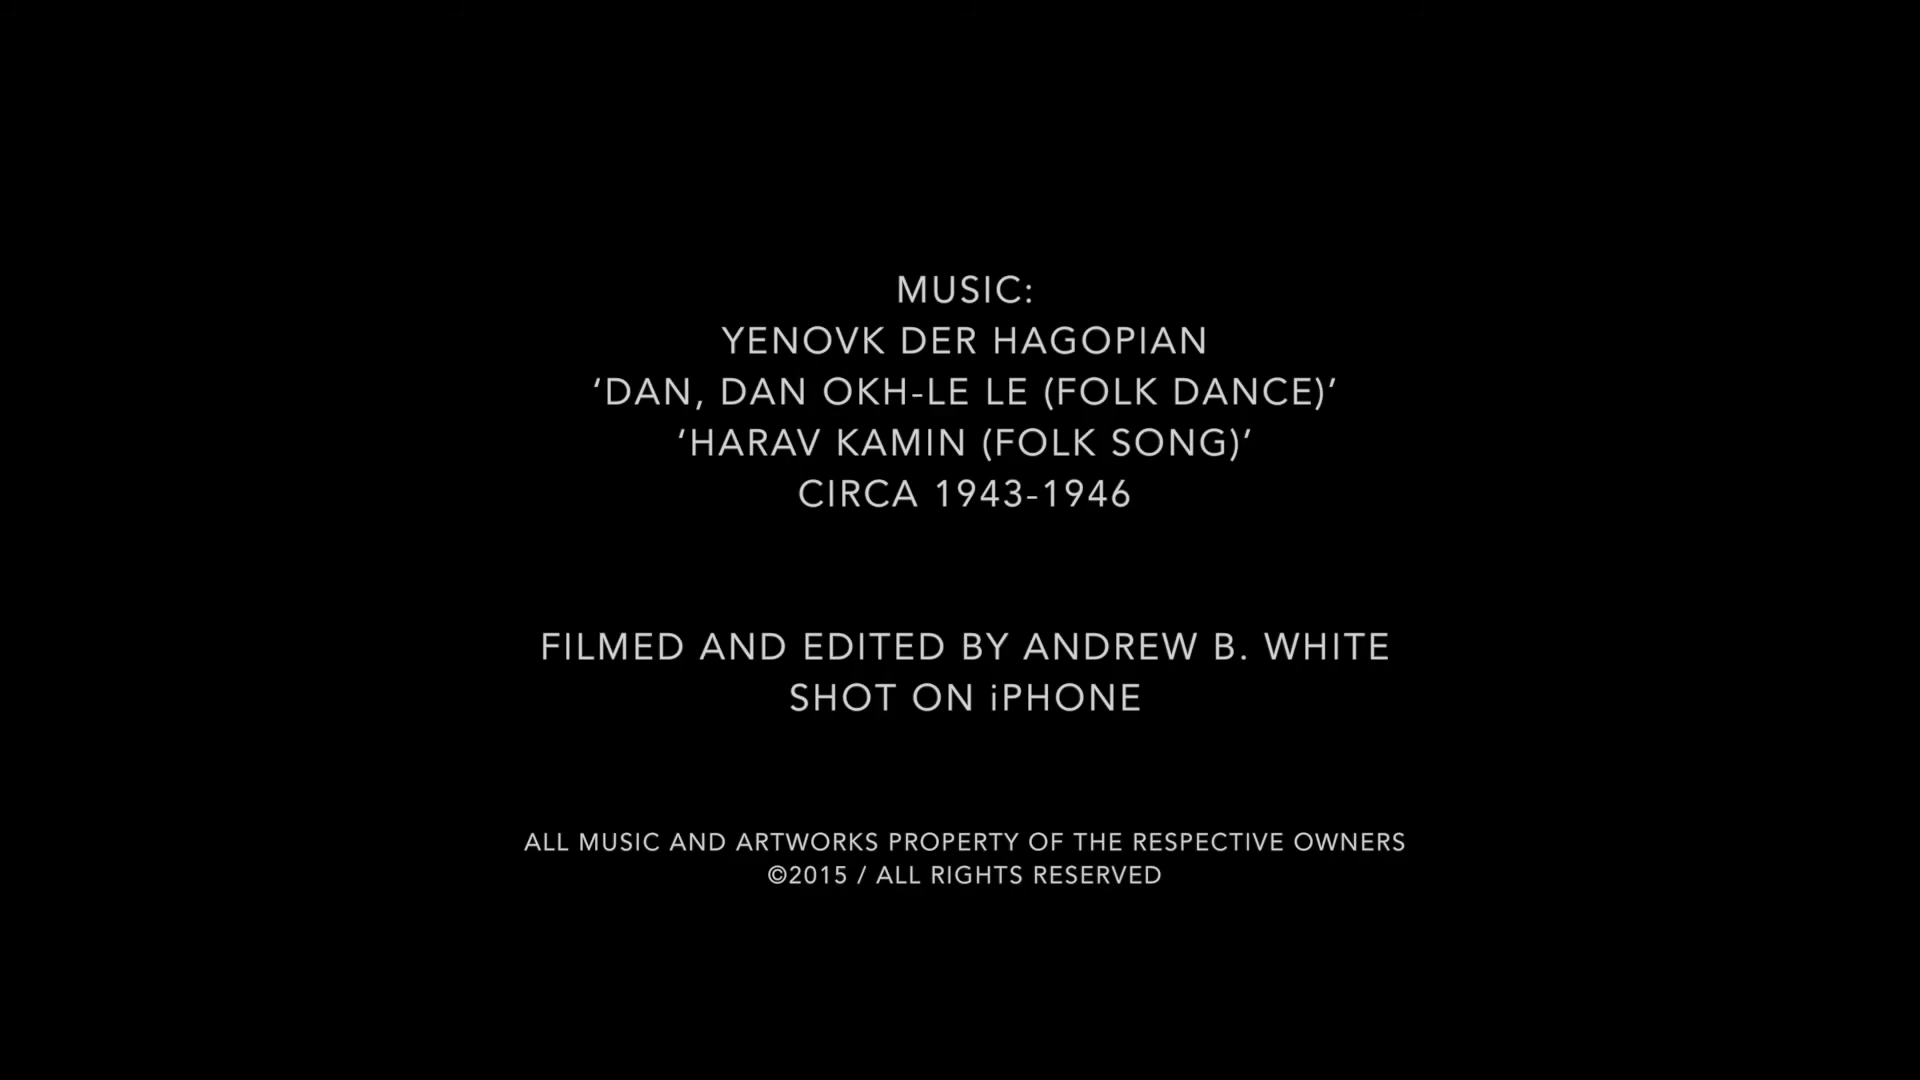 MUSIC:
YENOVK DER HAGOPIAN
‘DAN, DAN OKH-LE LE (FOLK DANCE)’
‘HARAV KAMIN (FOLK SONG)’
CIRCA 1943-1946
FILMED AND EDITED BY ANDREW B. WHITE
SHOT ON iPHONE
ALL MUSIC AND ARTWORKS PROPERTY OF THE RESPECTIVE OWNERS
©2015 / ALL RIGHTS RESERVED